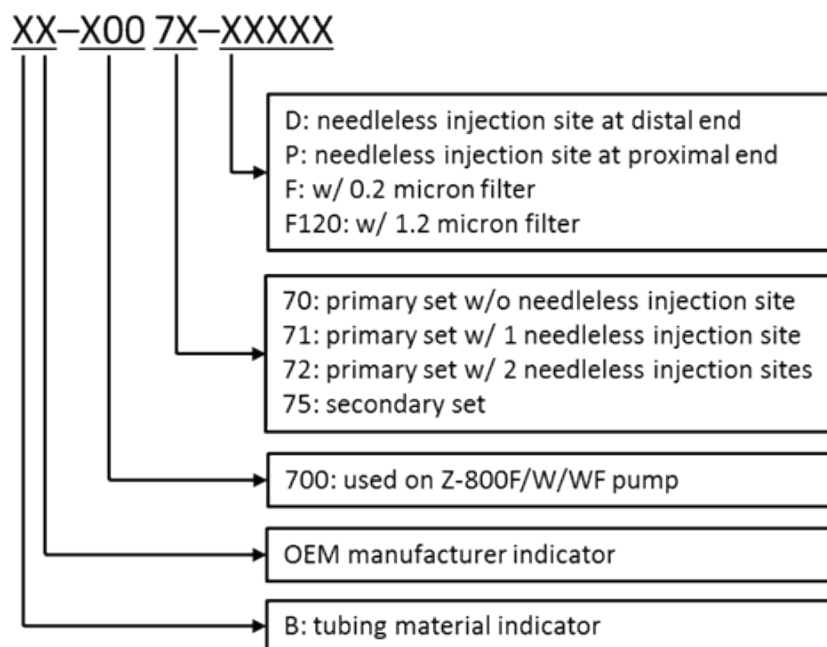 XX–X00 7X–XXXXX
D: needleless injection site at distal end
P: needleless injection site at proximal end
F: w/ 0.2 micron filter
F120: w/ 1.2 micron filter
70: primary set w/o needleless injection site
71: primary set w/ 1 needleless injection site
72: primary set w/ 2 needleless injection sites
75: secondary set
700: used on Z-800F/W/WF pump
OEM manufacturer indicator
B: tubing material indicator